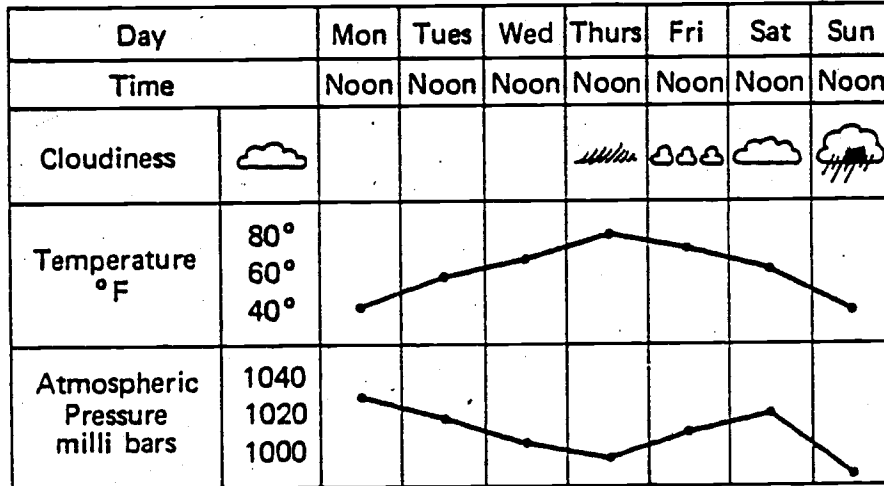 Day Mon Tues Wed Thurs Fri Sat Sun
Time Noon Noon Noon Noon Noon Noon Noon
Cloudiness
Temperature
°F
80°
60°
40°
Atmospheric
Pressure
milli bars
1040
1020
1000